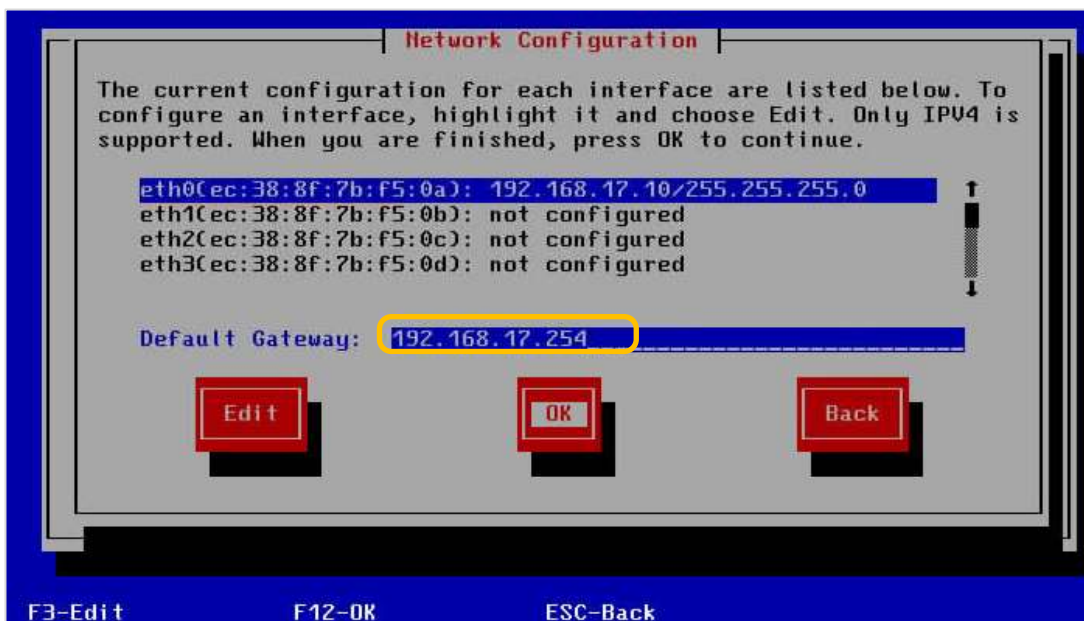 Network Configuration
The current configuration for each interface are listed below. To
configure an interface, highlight it and choose Edit. Only IPV4 is
supported. When you are finished, press OK to continue.
eth0(ec:38:8f:7b:f5:0a): 192.168.17.10/255.255.255.0
eth1(ec:38:8f:7b:f5:0b): not configured
eth2(ec:38:8f:7b:f5:0c): not configured
eth3(ec:38:8f:7b:f5:0d): not configured
Default Gateway: 192.168.17.254
Edit OK Back
F3-Edit F12-OK ESC-Back